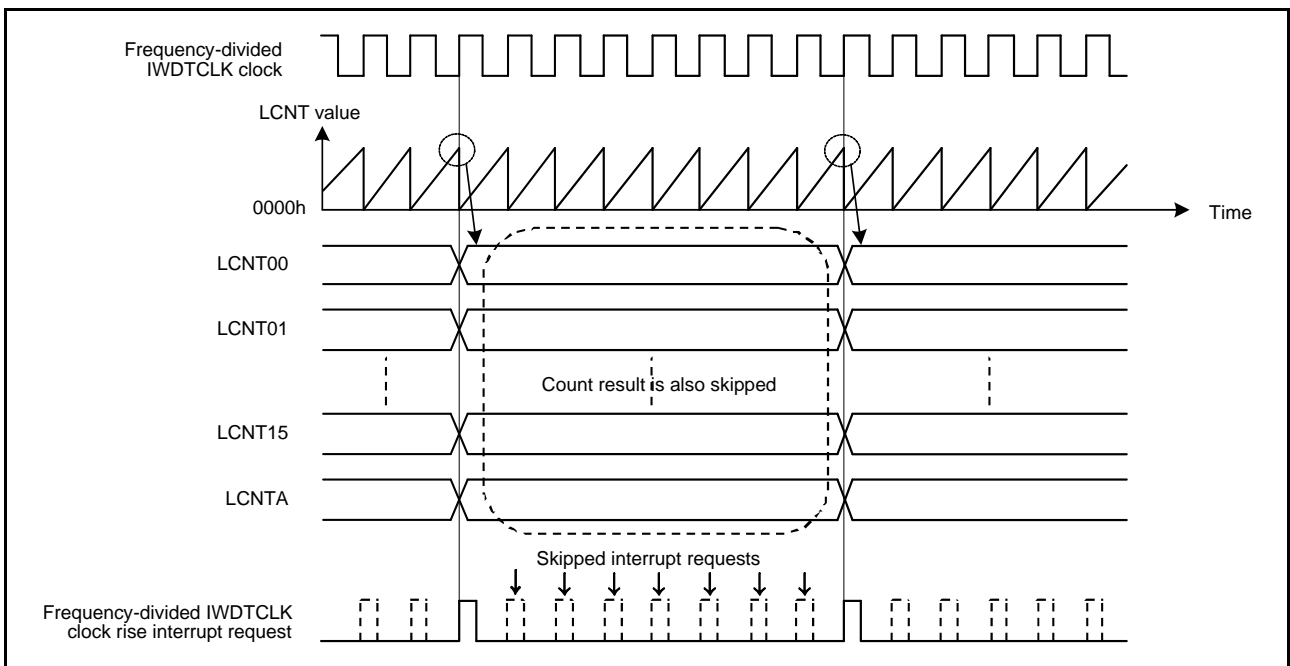 Frequency-divided
IWDTCLK clock
LCNT value
0000h
Time
LCNT00
LCNT01
Count result is also skipped
LCNT15
LCNTA
Skipped interrupt requests
Frequency-divided IWDTCLK
clock rise interrupt request